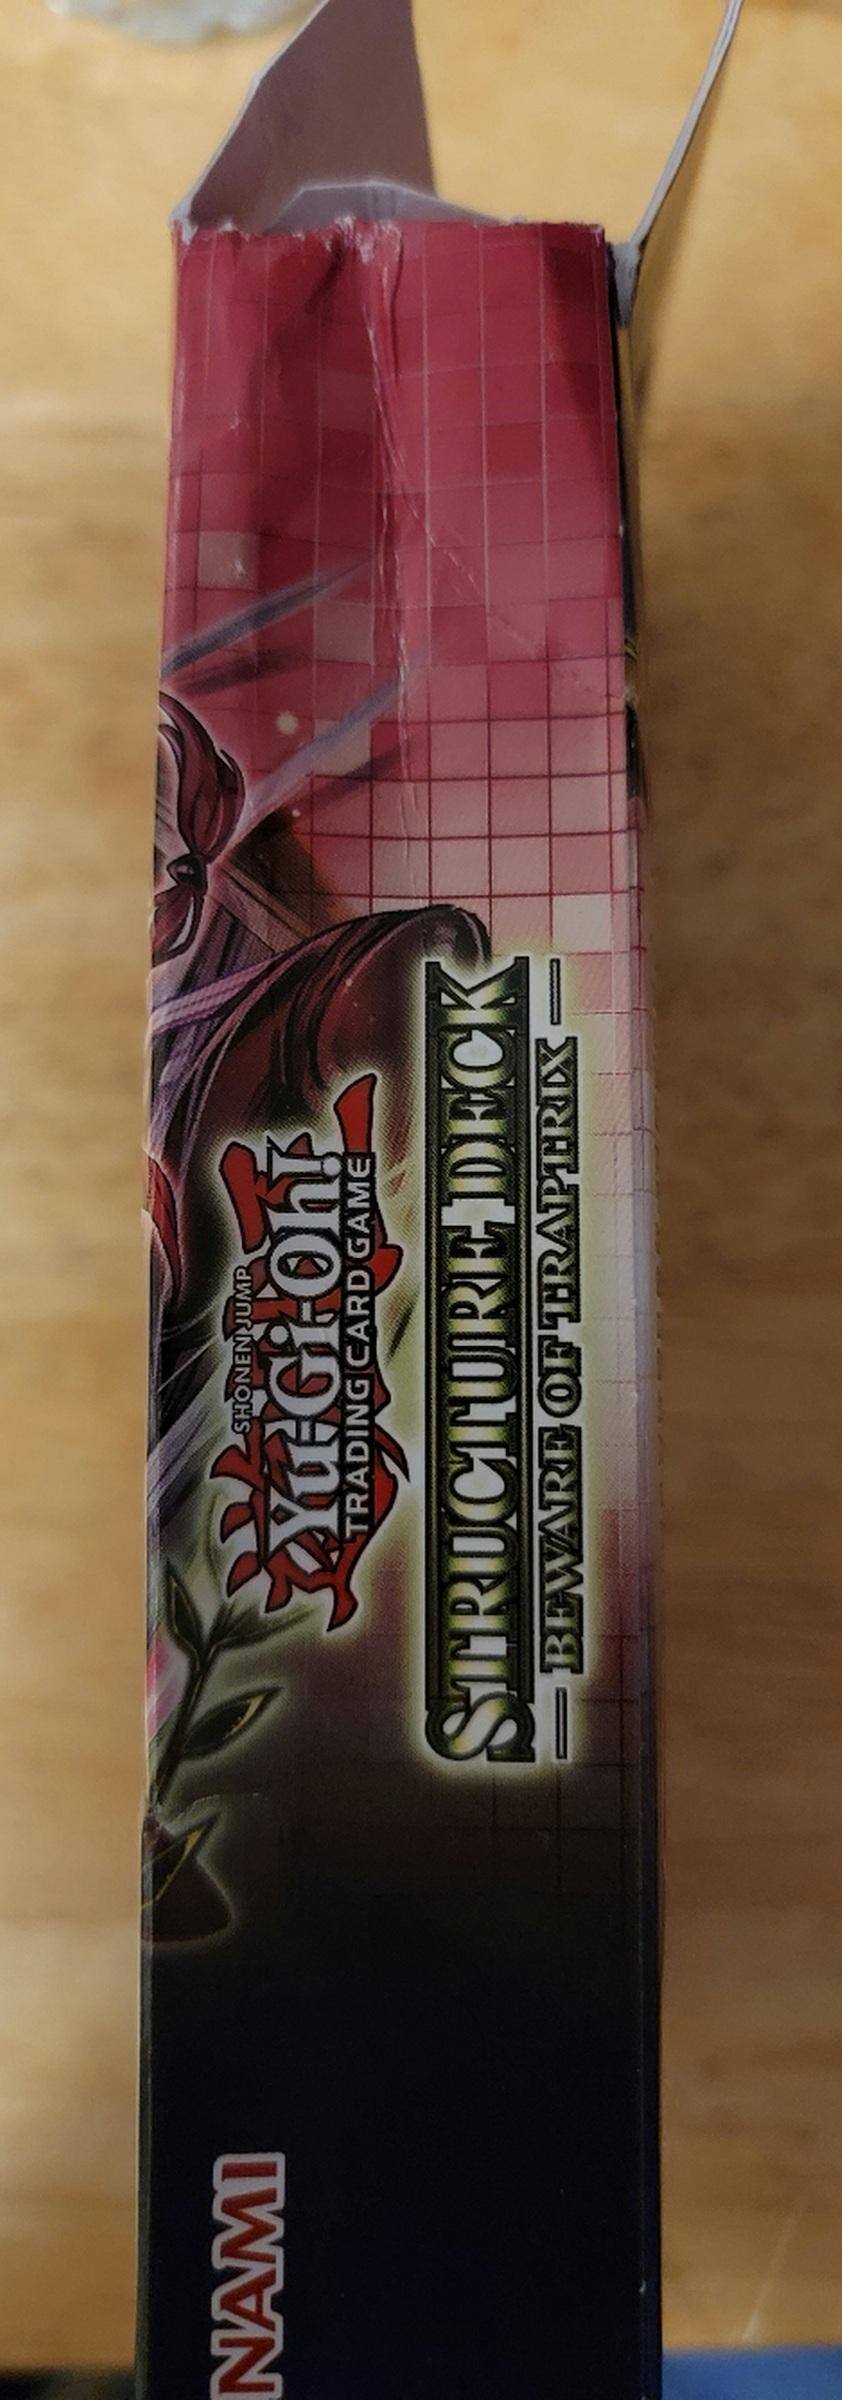 SHONEN JUMP
Yu-Gi-Oh!
TRADING CARD GAME
STRUCTURE DECK
BEWARE OF TRAPTRIX
NAMI